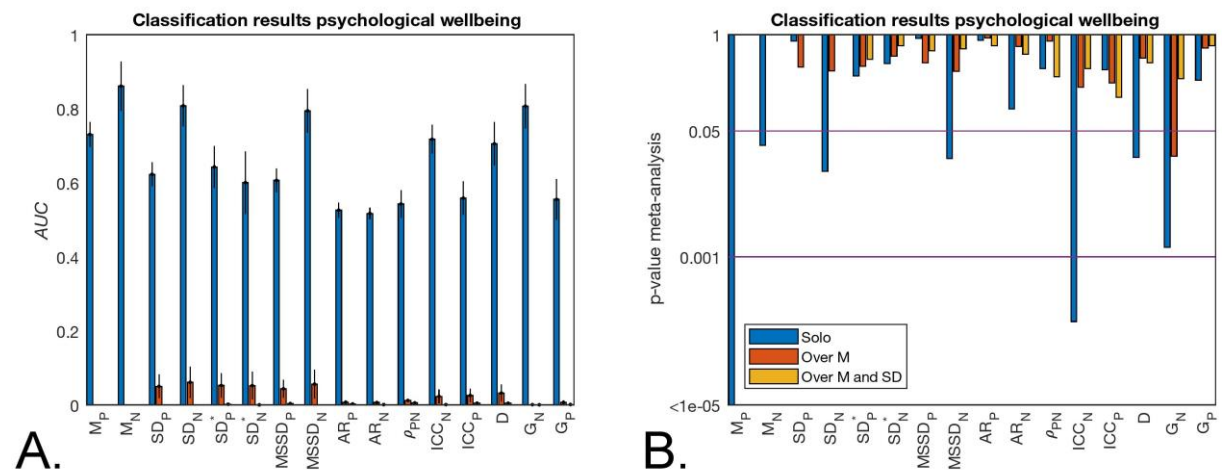 Classification results psychological wellbeing
1
0.8
0.6
0.4
0.2
0
AUC
M_P
M_N
SD_P
SD_N
SD*_P
SD*_N
MSSD_P
MSSD_N
AR_P
AR_N
ρ_PN
ICC_N
ICC_P
D
G_N
G_P
A.
Classification results psychological wellbeing
1
0.05
0.001
<1e-05
p-value meta-analysis
Solo
Over M
Over M and SD
M_P
M_N
SD_P
SD_N
SD*_P
SD*_N
MSSD_P
MSSD_N
AR_P
AR_N
ρ_PN
ICC_N
ICC_P
D
G_N
G_P
B.